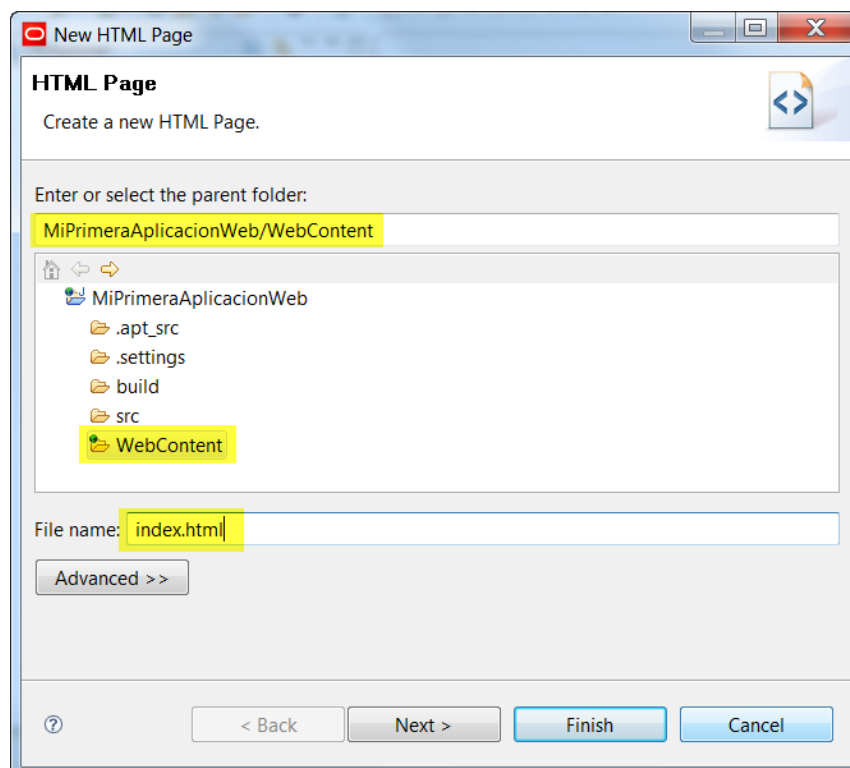 New HTML Page
HTML Page
Create a new HTML Page.
Enter or select the parent folder:
MiPrimeraAplicacionWeb/WebContent
MiPrimeraAplicacionWeb
.apt_src
.settings
build
src
WebContent
File name: index.html
Advanced >>
< Back Next > Finish Cancel